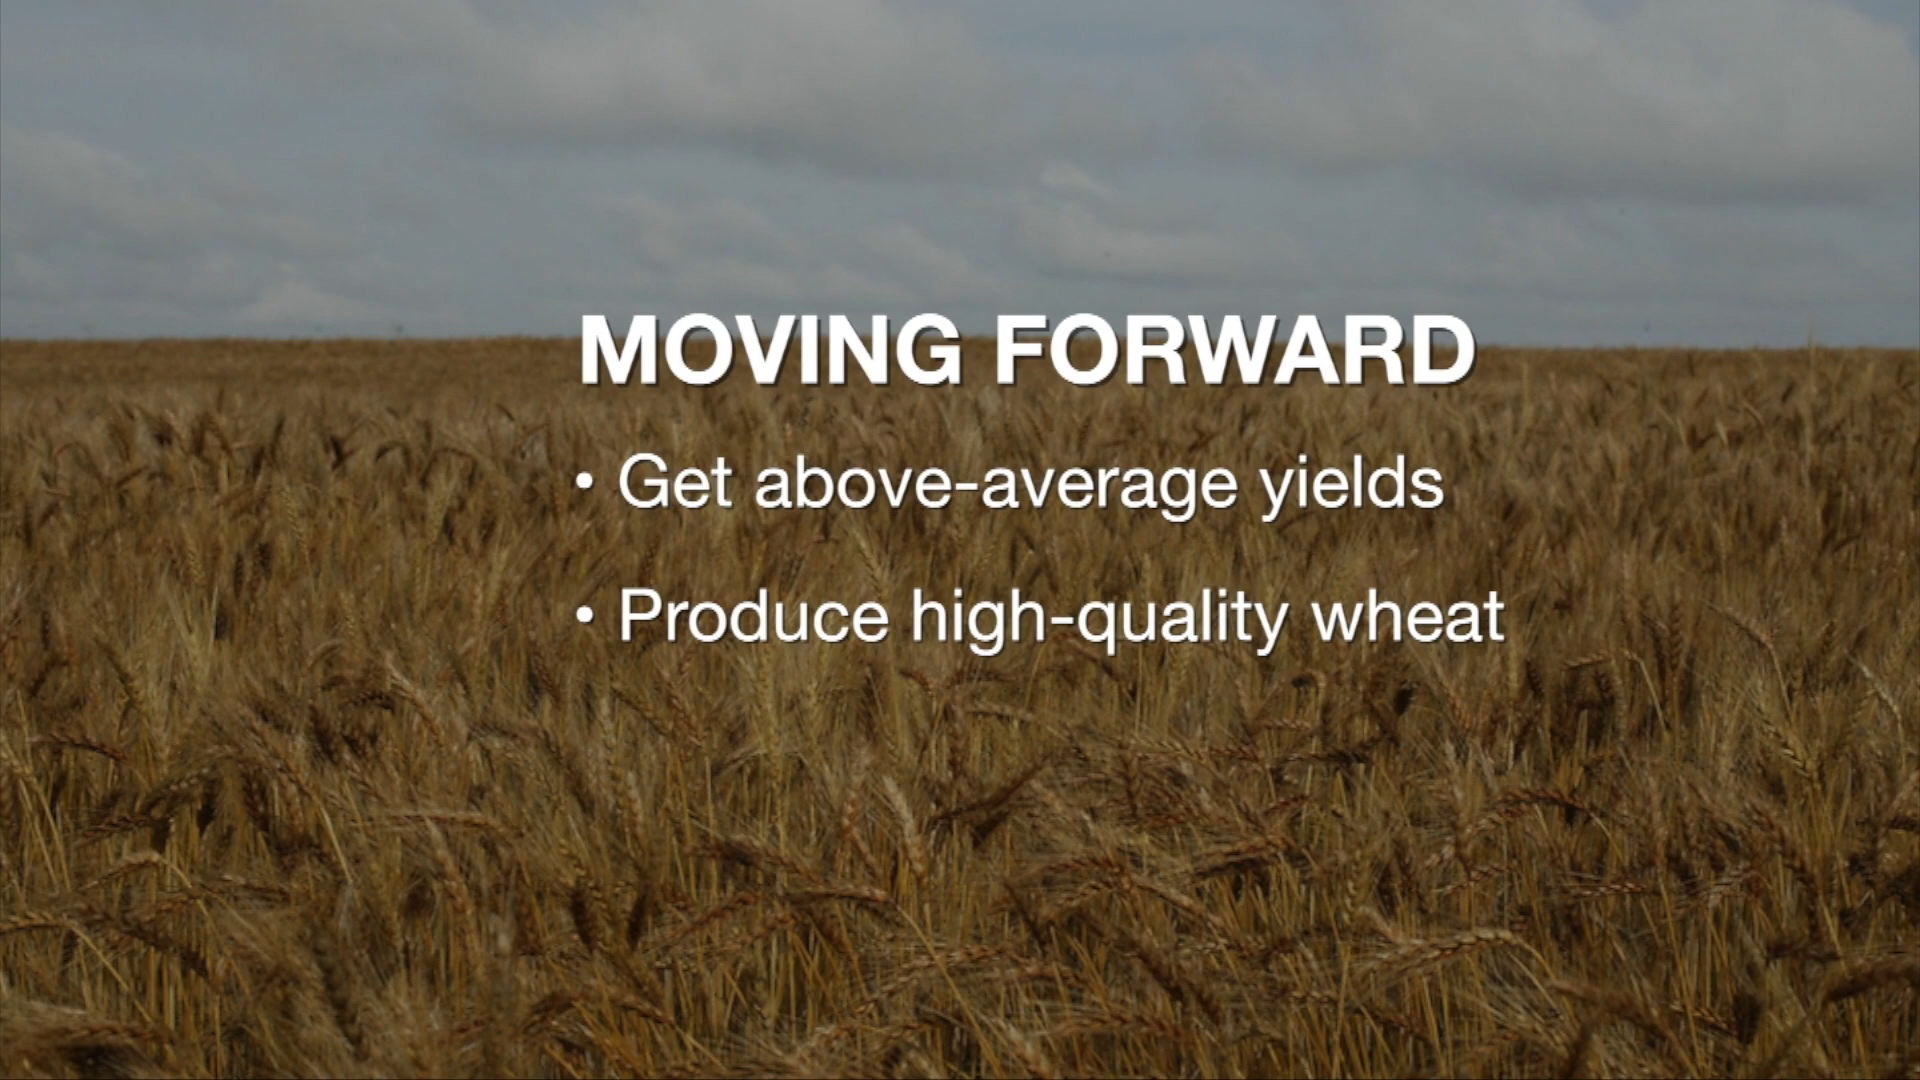 MOVING FORWARD
• Get above-average yields
• Produce high-quality wheat